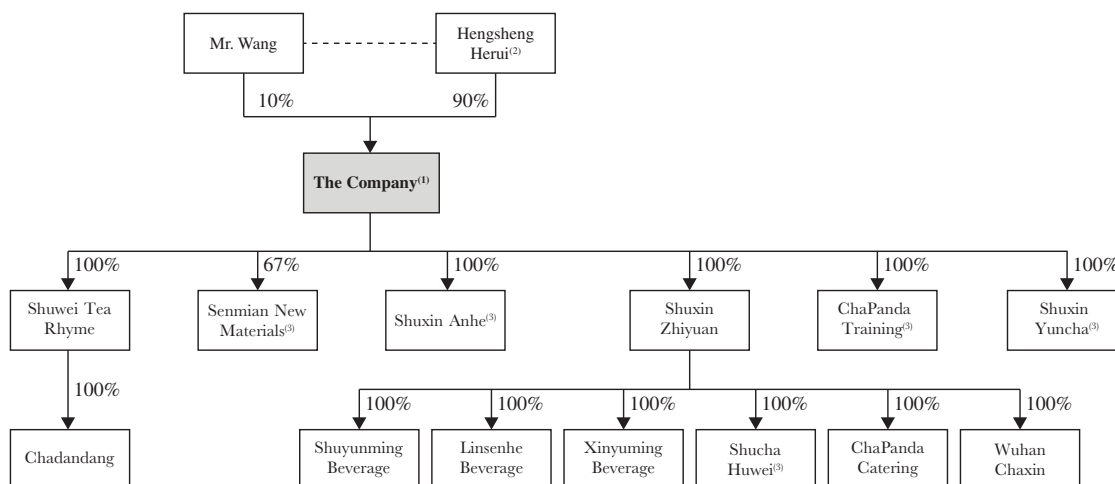 Mr. Wang
Hengsheng
Herui(2)
10%
90%
The Company(1)
100%
67%
100%
100%
100%
100%
Shuwei Tea
Rhyme
Senmian New
Materials(3)
Shuxin Anhe(3)
Shuxin
Zhiyuan
ChaPanda
Training(3)
Shuxin
Yuncha(3)
100%
100%
100%
100%
100%
100%
100%
Chadandang
Shuyunming
Beverage
Linsenhe
Beverage
Xinyuming
Beverage
Shucha
Huwei(3)
ChaPanda
Catering
Wuhan
Chaxin